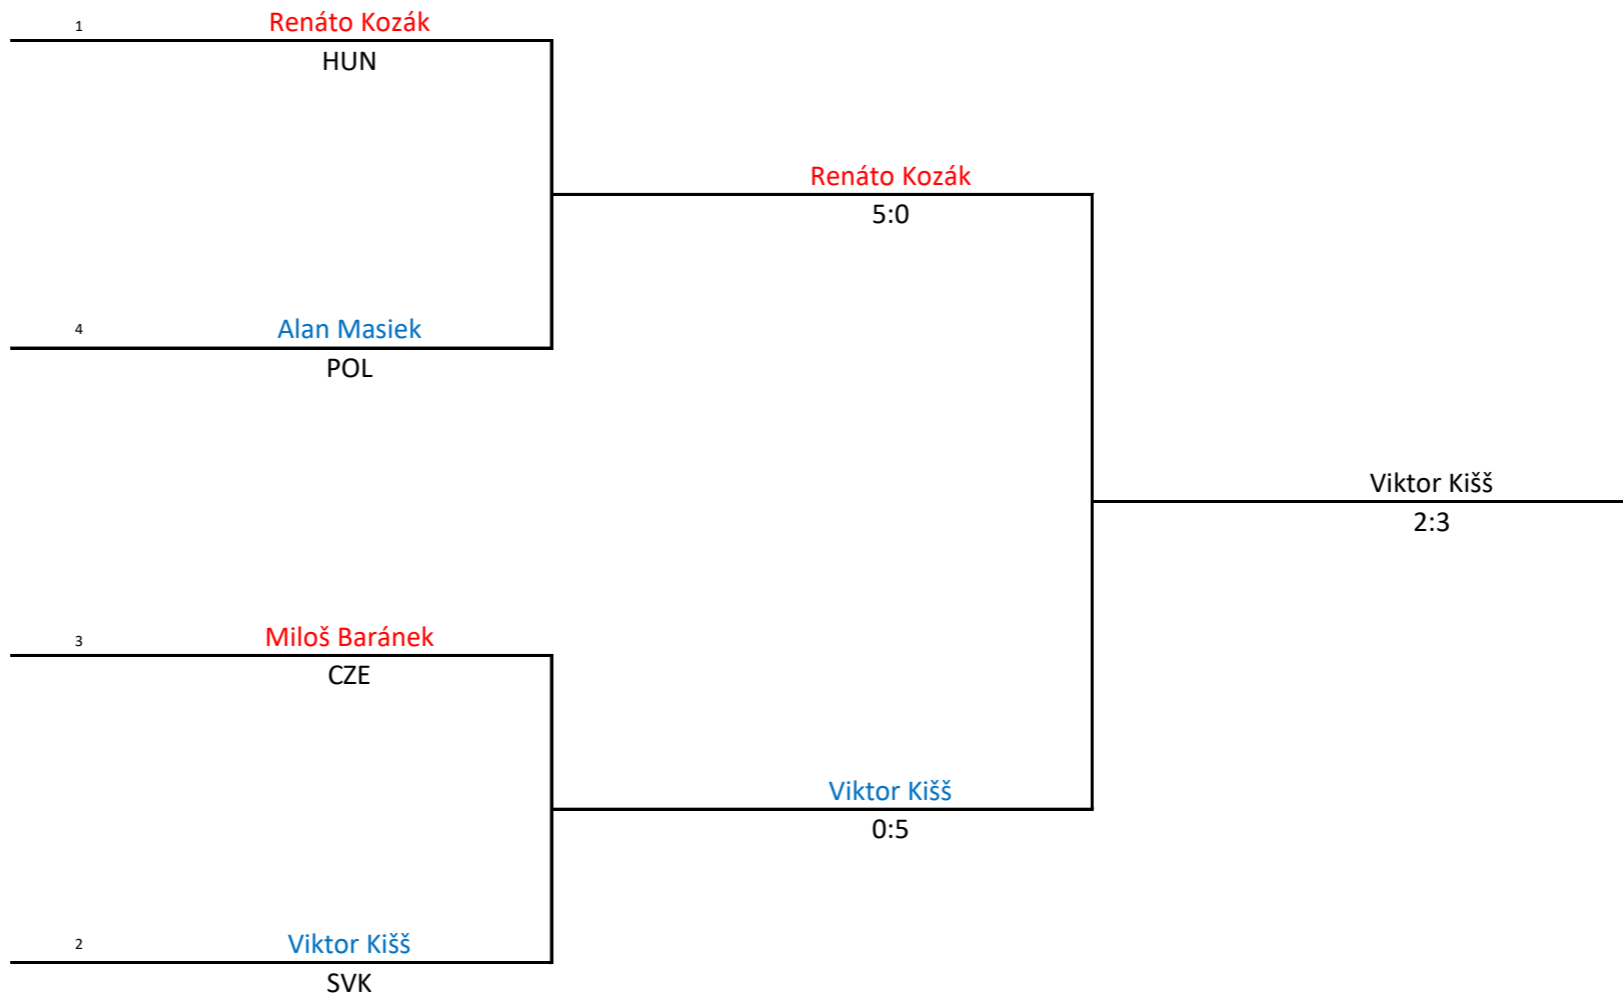 1
Renáto Kozák
HUN
Renáto Kozák
5:0
4
Alan Masiek
POL
Viktor Kišš
2:3
3
Miloš Baránek
CZE
Viktor Kišš
0:5
2
Viktor Kišš
SVK